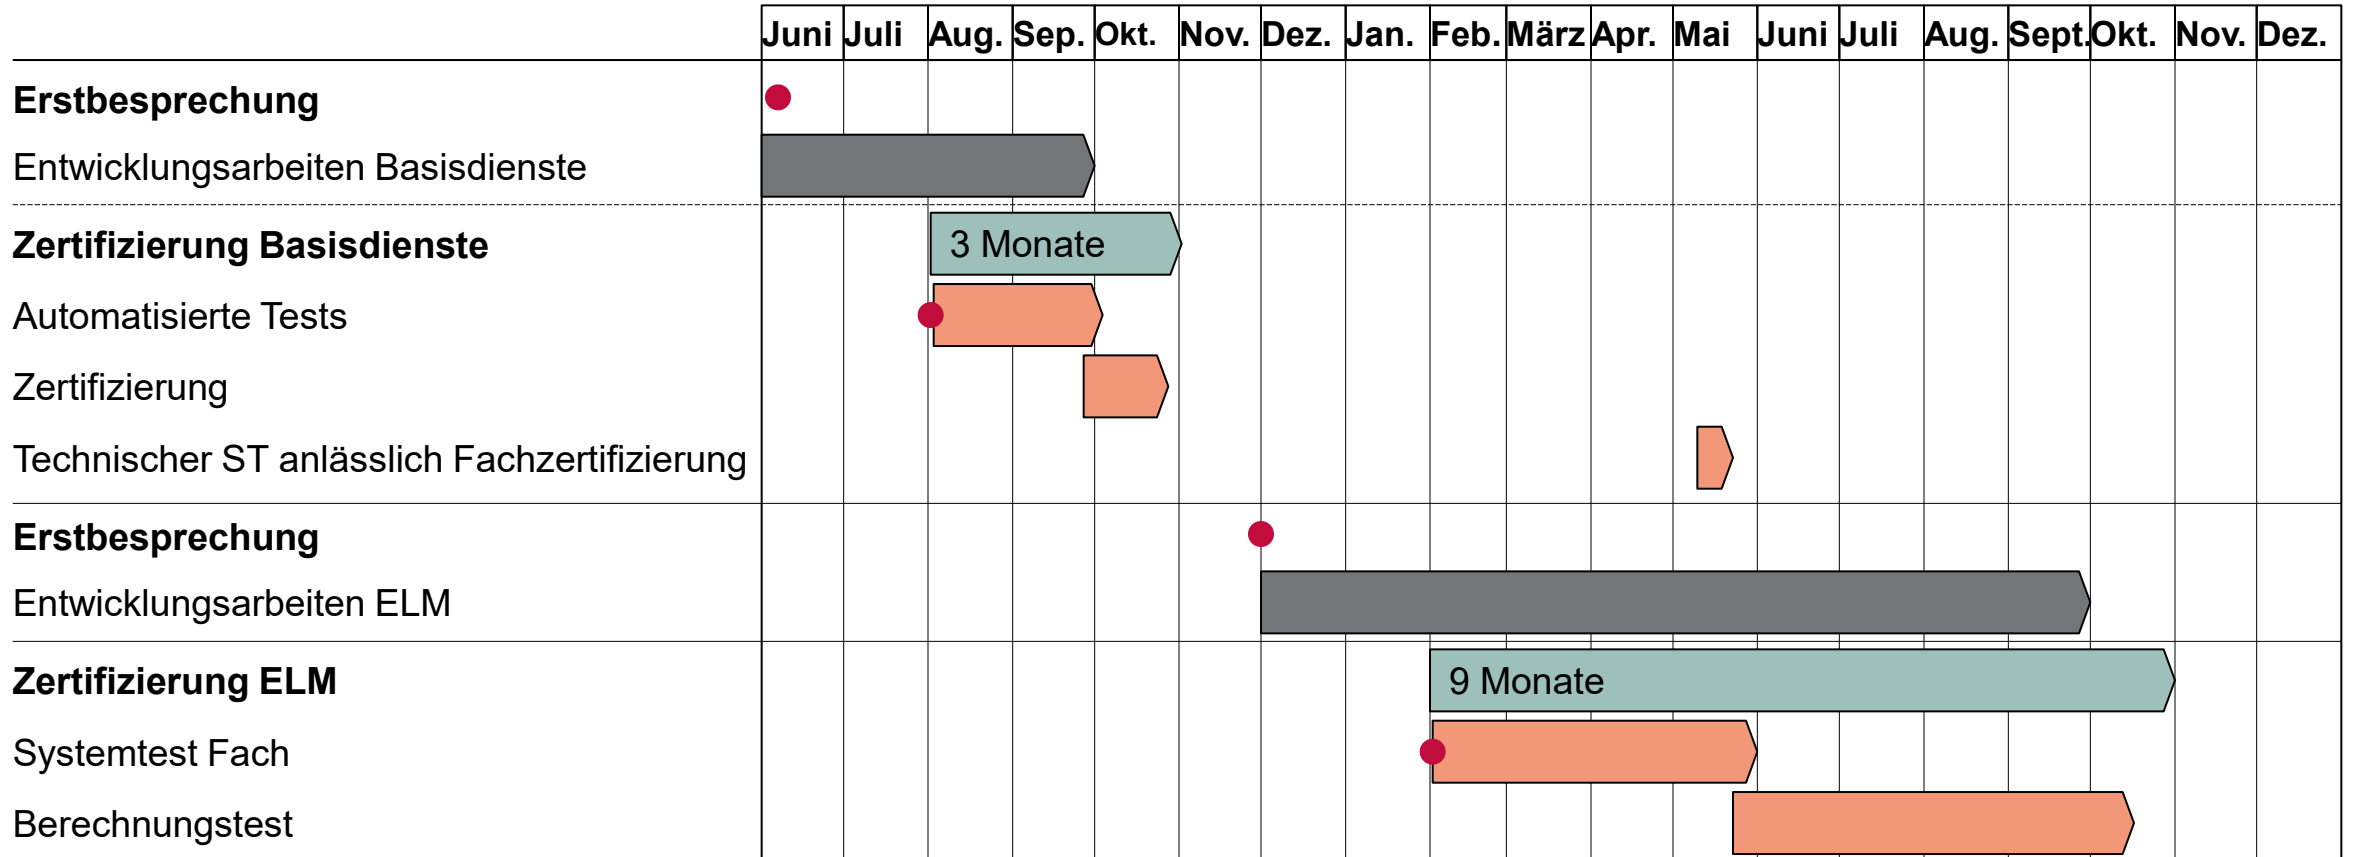 Juni Juli Aug. Sep. Okt. Nov. Dez. Jan. Feb. März Apr. Mai Juni Juli Aug. Sept. Okt. Nov. Dez.
Erstbesprechung
Entwicklungsarbeiten Basisdienste
Zertifizierung Basisdienste 3 Monate
Automatisierte Tests
Zertifizierung
Technischer ST anlässlich Fachzertifizierung
Erstbesprechung
Entwicklungsarbeiten ELM
Zertifizierung ELM 9 Monate
Systemtest Fach
Berechnungstest